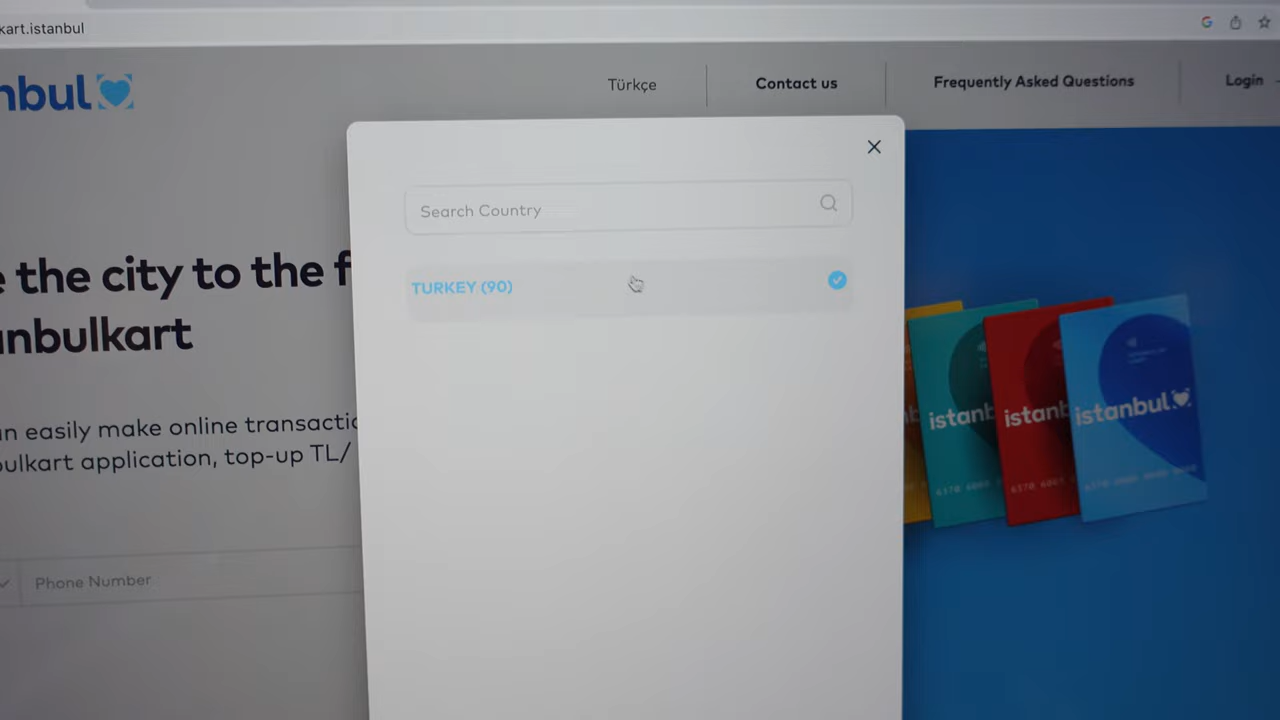 kart.istanbul
nbul
Türkçe
Contact us
Frequently Asked Questions
Login
Search Country
TURKEY (90)
the city to the f
nbulkart
n easily make online transactio
ulkart application, top-up TL/
Phone Number
istanb
istanb
istanbul